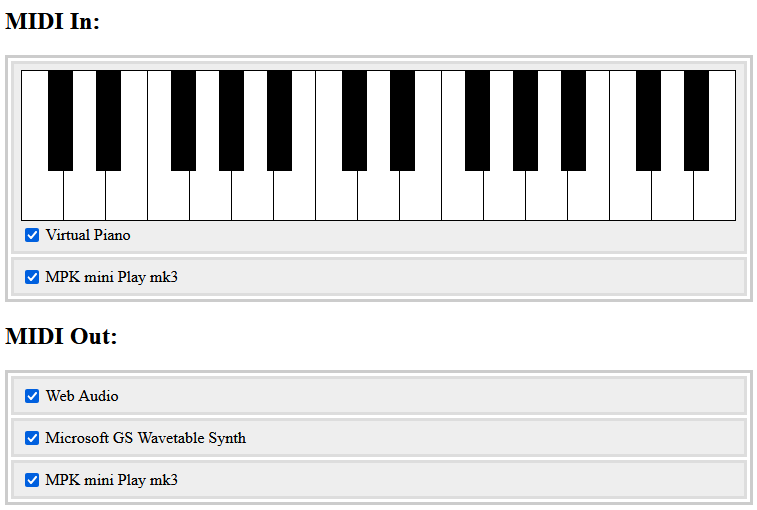 MIDI In:
Virtual Piano
MPK mini Play mk3
MIDI Out:
Web Audio
Microsoft GS Wavetable Synth
MPK mini Play mk3